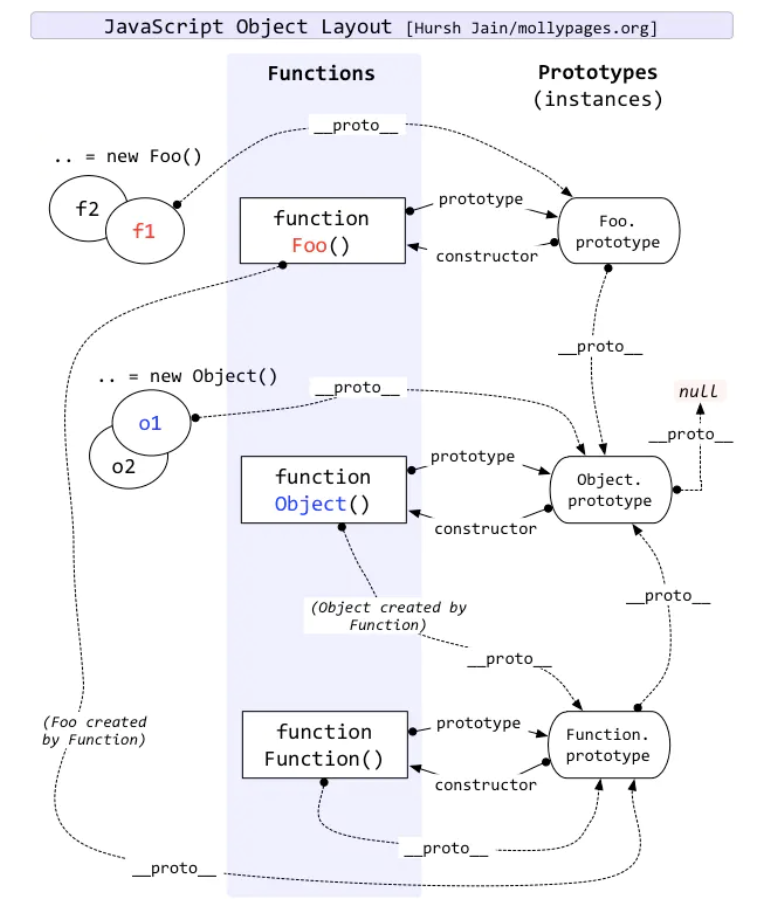 JavaScript Object Layout [Hursh Jain/mollypages.org]
Functions
Prototypes
(instances)
__proto__
.. = new Foo()
f2
f1
function
Foo()
prototype
constructor
Foo.
prototype
__proto__
.. = new Object()
__proto__
null
__proto__
o1
o2
function
Object()
prototype
constructor
Object.
prototype
(Object created by
Function)
__proto__
__proto__
(Foo created
by Function)
function
Function()
prototype
constructor
Function.
prototype
__proto__
__proto__